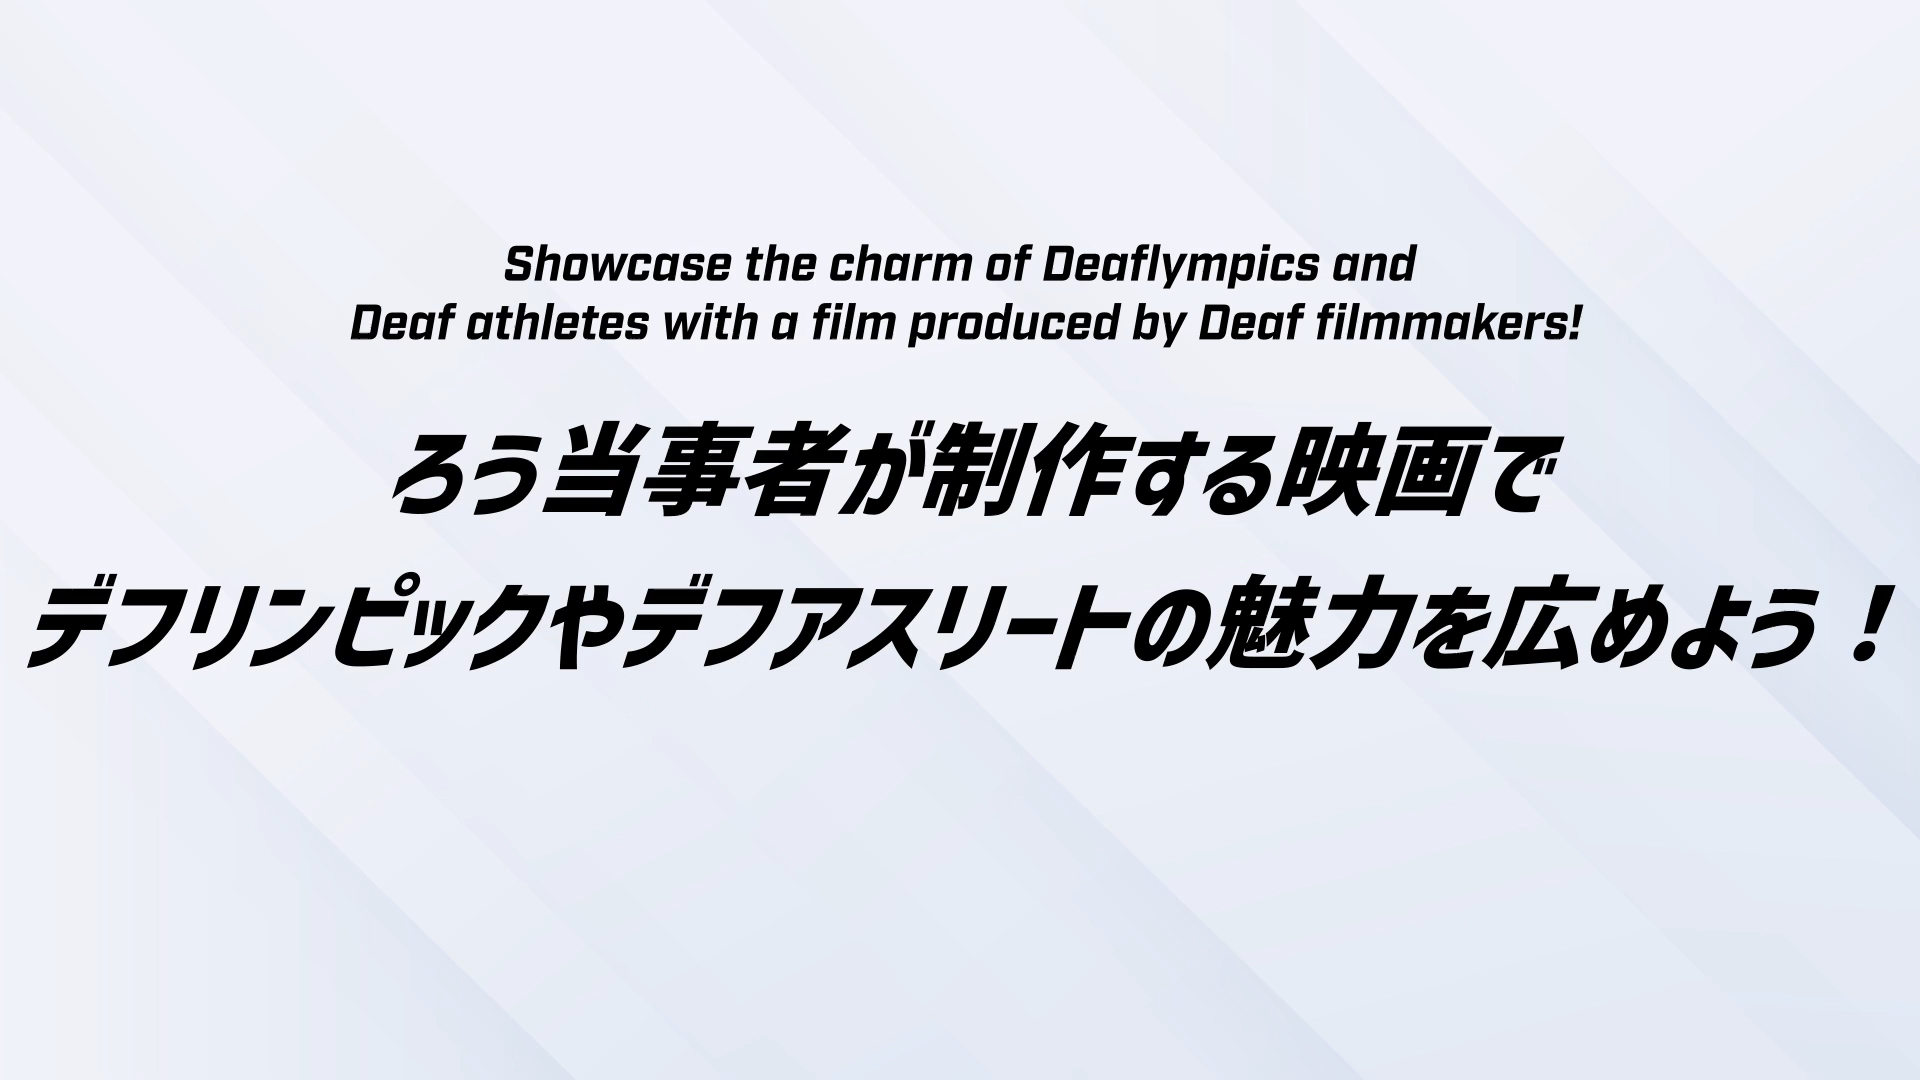 Showcase the charm of Deaflympics and
Deaf athletes with a film produced by Deaf filmmakers!
ろう当事者が制作する映画で
デフリンピックやデフアスリートの魅力を広めよう！